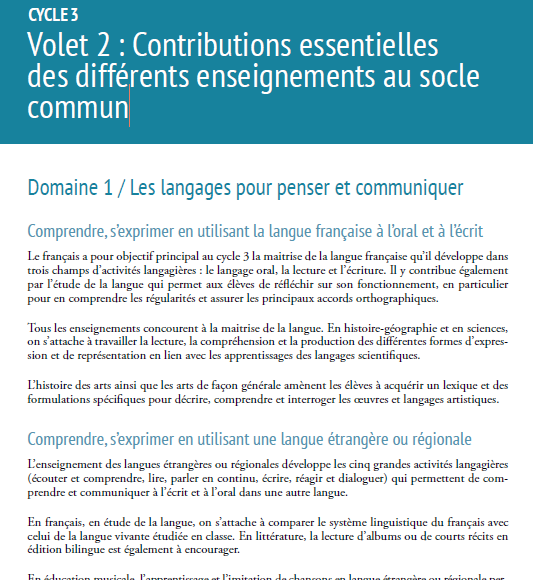 CYCLE 3
Volet 2 : Contributions essentielles
des différents enseignements au socle
commun
Domaine 1 / Les langages pour penser et communiquer
Comprendre, s’exprimer en utilisant la langue française à l’oral et à l’écrit
Le français a pour objectif principal au cycle 3 la maitrise de la langue française qu’il développe dans
trois champs d’activités langagières : le langage oral, la lecture et l’écriture. Il y contribue également
par l’étude de la langue qui permet aux élèves de réfléchir sur son fonctionnement, en particulier
pour en comprendre les régularités et assurer les principaux accords orthographiques.
Tous les enseignements concourent à la maitrise de la langue. En histoire-géographie et en sciences,
on s’attache à travailler la lecture, la compréhension et la production des différentes formes d’expres-
sion et de représentation en lien avec les apprentissages des langages scientifiques.
L’histoire des arts ainsi que les arts de façon générale amènent les élèves à acquérir un lexique et des
formulations spécifiques pour décrire, comprendre et interroger les œuvres et langages artistiques.
Comprendre, s’exprimer en utilisant une langue étrangère ou régionale
L’enseignement des langues étrangères ou régionales développe les cinq grandes activités langagières
(écouter et comprendre, lire, parler en continu, écrire, réagir et dialoguer) qui permettent de com-
prendre et communiquer à l’écrit et à l’oral dans une autre langue.
En français, en étude de la langue, on s’attache à comparer le système linguistique du français avec
celui de la langue vivante étudiée en classe. En littérature, la lecture d’albums ou de courts récits en
édition bilingue est également à encourager.
En éducation musicale, l’apprentissage et l’imitation de chansons en langue étrangère ou régionale per-